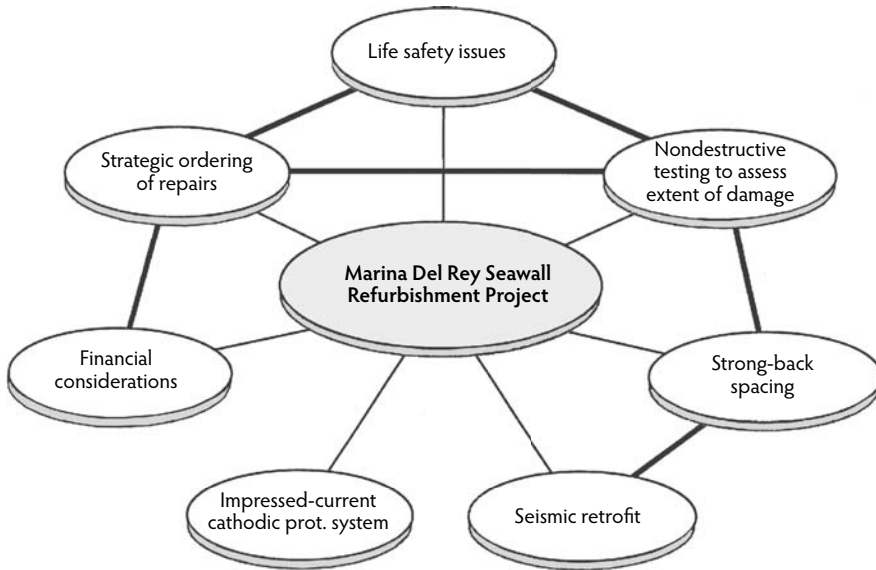 Life safety issues
Strategic ordering
of repairs
Nondestructive
testing to assess
extent of damage
Marina Del Rey Seawall
Refurbishment Project
Financial
considerations
Strong-back
spacing
Impressed-current
cathodic prot. system
Seismic retrofit